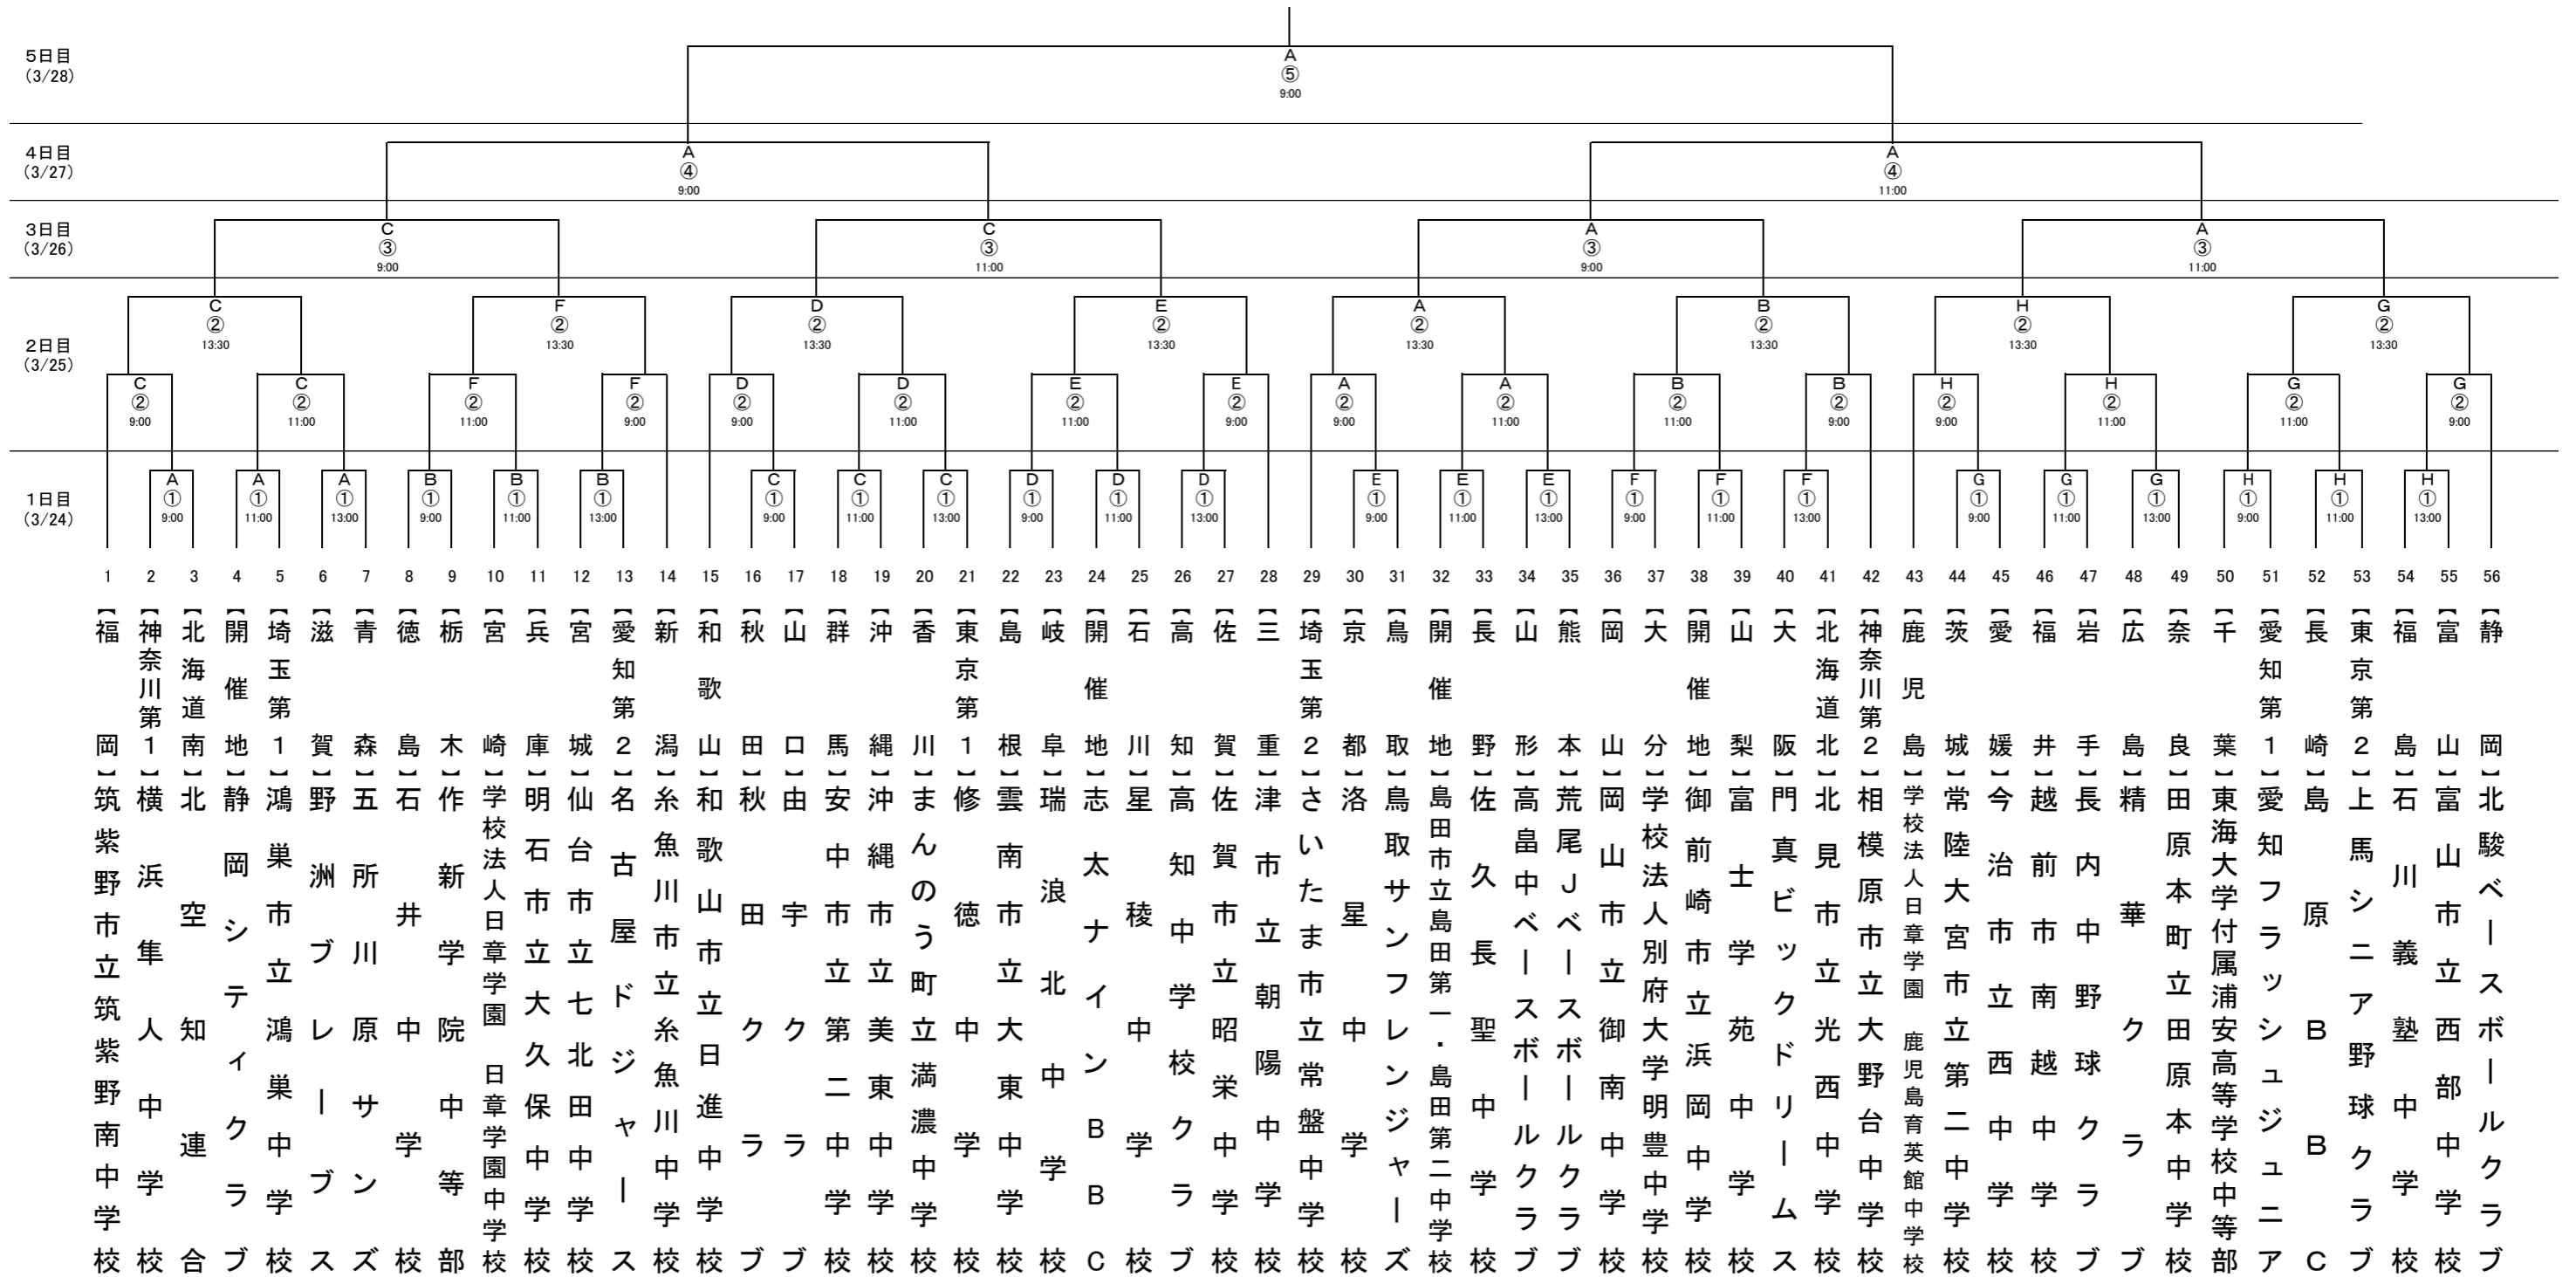 5日目
(3/28)
A
⑤
9:00
4日目
(3/27)
A
④
9:00
A
④
11:00
3日目
(3/26)
C
③
9:00
C
③
11:00
A
③
9:00
A
③
11:00
2日目
(3/25)
C
②
13:30
F
②
13:30
D
②
13:30
E
②
13:30
A
②
13:30
B
②
13:30
H
②
13:30
G
②
13:30
C
②
9:00
C
②
11:00
F
②
11:00
F
②
9:00
D
②
9:00
D
②
11:00
E
②
11:00
E
②
9:00
A
②
9:00
A
②
11:00
B
②
11:00
B
②
9:00
H
②
9:00
H
②
11:00
G
②
11:00
G
②
9:00
1日目
(3/24)
A
①
9:00
A
①
11:00
A
①
13:00
B
①
9:00
B
①
11:00
B
①
13:00
C
①
9:00
C
①
11:00
C
①
13:00
D
①
9:00
D
①
11:00
D
①
13:00
E
①
9:00
E
①
11:00
E
①
13:00
F
①
9:00
F
①
11:00
F
①
13:00
G
①
9:00
G
①
11:00
G
①
13:00
H
①
9:00
H
①
11:00
H
①
13:00
1
【福岡】筑紫野市立筑紫野南中学校
2
【神奈川第1】横浜隼人中学校
3
【北海道南】北空知連合
4
【開催地】静岡シティクラブ
5
【埼玉第1】鴻巣市立鴻巣中学校
6
【滋賀】野洲ブレーブス
7
【青森】五所川原サンズ
8
【徳島】石井中学校
9
【栃木】作新学院中等部
10
【宮崎】学校法人日章学園 日章学園中学校
11
【兵庫】明石市立大久保中学校
12
【宮城】仙台市立七北田中学校
13
【愛知第2】名古屋ドジャース
14
【新潟】糸魚川市立糸魚川中学校
15
【和歌山】和歌山市立日進中学校
16
【秋田】秋田クラブ
17
【山口】由宇クラブ
18
【群馬】安中市立第二中学校
19
【沖縄】沖縄市立美東中学校
20
【香川】まんのう町立満濃中学校
21
【東京第1】修徳中学校
22
【島根】雲南市立大東中学校
23
【岐阜】瑞浪北中学校
24
【開催地】志太ナインBBC
25
【石川】星稜中学校
26
【高知】高知中学校クラブ
27
【佐賀】佐賀市立昭栄中学校
28
【三重】津市立朝陽中学校
29
【埼玉第2】さいたま市立常盤中学校
30
【京都】洛星中学校
31
【鳥取】鳥取サンフレンジャーズ
32
【開催地】島田市立島田第一・島田第二中学校
33
【長野】佐久長聖中学校
34
【山形】高畠中ベースボールクラブ
35
【熊本】荒尾Jベースボールクラブ
36
【岡山】岡山市立御南中学校
37
【大分】学校法人別府大学明豊中学校
38
【開催地】御前崎市立浜岡中学校
39
【山梨】富士学苑中学校
40
【大阪】門真ビックドリームス
41
【北海道北】北見市立光西中学校
42
【神奈川第2】相模原市立大野台中学校
43
【鹿児島】学校法人日章学園 鹿児島育英館中学校
44
【茨城】常陸大宮市立第二中学校
45
【愛媛】今治市立西中学校
46
【福井】越前市南越中学校
47
【岩手】長内中野球クラブ
48
【広島】精華クラブ
49
【奈良】田原本町立田原本中学校
50
【千葉】東海大学付属浦安高等学校中等部
51
【愛知第1】愛知フラッシュジュニア
52
【長崎】島原BBC
53
【東京第2】上馬シニア野球クラブ
54
【福島】石川義塾中学校
55
【富山】富山市立西部中学校
56
【静岡】北駿ベースボールクラブ